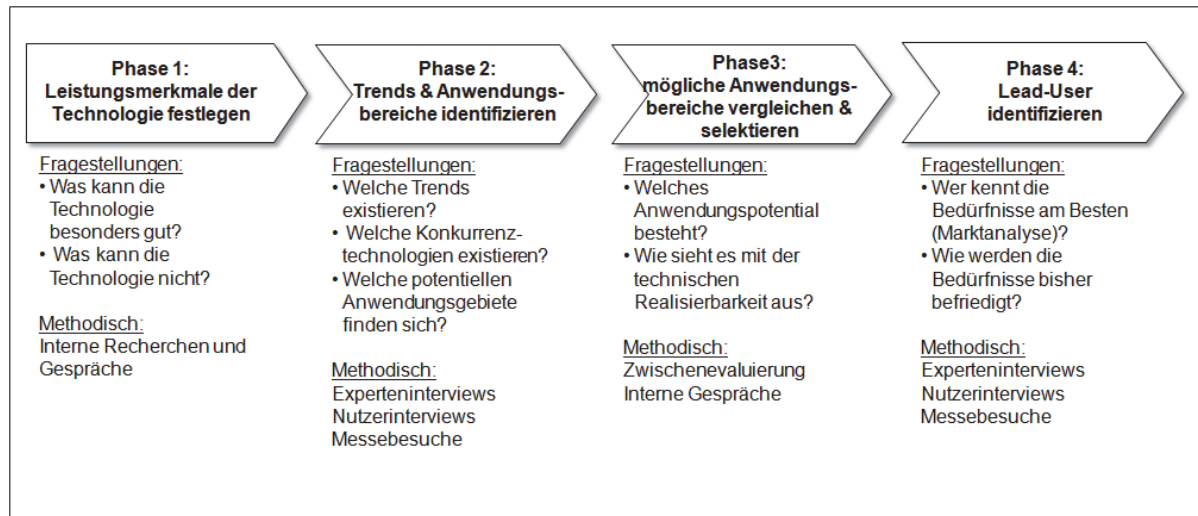 Phase 1:
Leistungsmerkmale der
Technologie festlegen
Fragestellungen:
• Was kann die
Technologie
besonders gut?
• Was kann die
Technologie nicht?
Methodisch:
Interne Recherchen und
Gespräche
Phase 2:
Trends & Anwendungs-
bereiche identifizieren
Fragestellungen:
• Welche Trends
existieren?
• Welche Konkurrenz-
technologien existieren?
• Welche potentiellen
Anwendungsgebiete
finden sich?
Methodisch:
Experteninterviews
Nutzerinterviews
Messebesuche
Phase3:
mögliche Anwendungs-
bereiche vergleichen &
selektieren
Fragestellungen:
• Welches
Anwendungspotential
besteht?
• Wie sieht es mit der
technischen
Realisierbarkeit aus?
Methodisch:
Zwischenevaluierung
Interne Gespräche
Phase 4:
Lead-User
identifizieren
Fragestellungen:
• Wer kennt die
Bedürfnisse am Besten
(Marktanalyse)?
• Wie werden die
Bedürfnisse bisher
befriedigt?
Methodisch:
Experteninterviews
Nutzerinterviews
Messebesuche